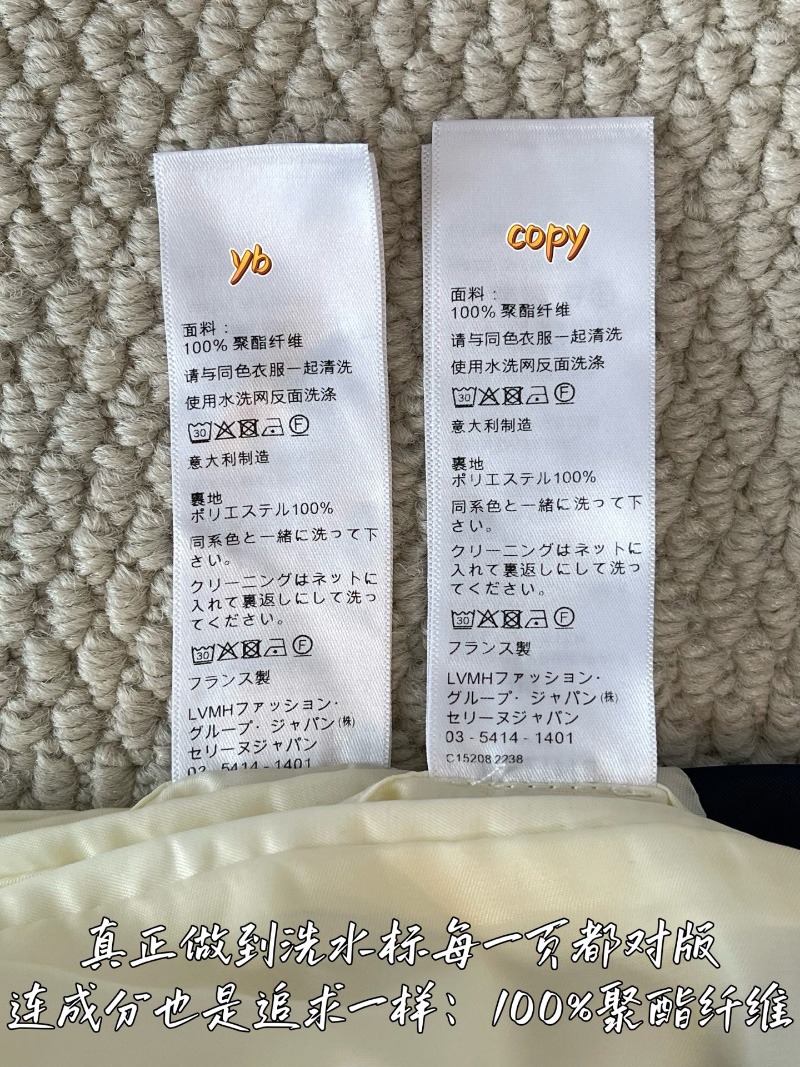 yb
面料：
100% 聚酯纤维
请与同色衣服一起清洗
使用水洗网反面洗涤
30 F
意大利制造
裏地
ポリエステル100%
同系色と一緒に洗って下
さい。
クリーニングはネットに
入れて裏返しにして洗っ
てください。
30 F
フランス製
LVMHファッション・
グループ・ジャパン㈱
セリーヌジャパン
03 - 5414 - 1401
copy
面料：
100% 聚酯纤维
请与同色衣服一起清洗
使用水洗网反面洗涤
30 F
意大利制造
裏地
ポリエステル100%
同系色と一緒に洗って下
さい。
クリーニングはネットに
入れて裏返しにして洗っ
てください。
30 F
フランス製
LVMHファッション・
グループ・ジャパン㈱
セリーヌジャパン
03 - 5414 - 1401
C15208 2238
真正做到洗水标每一页都对版
连成分也是追求一样：100%聚酯纤维